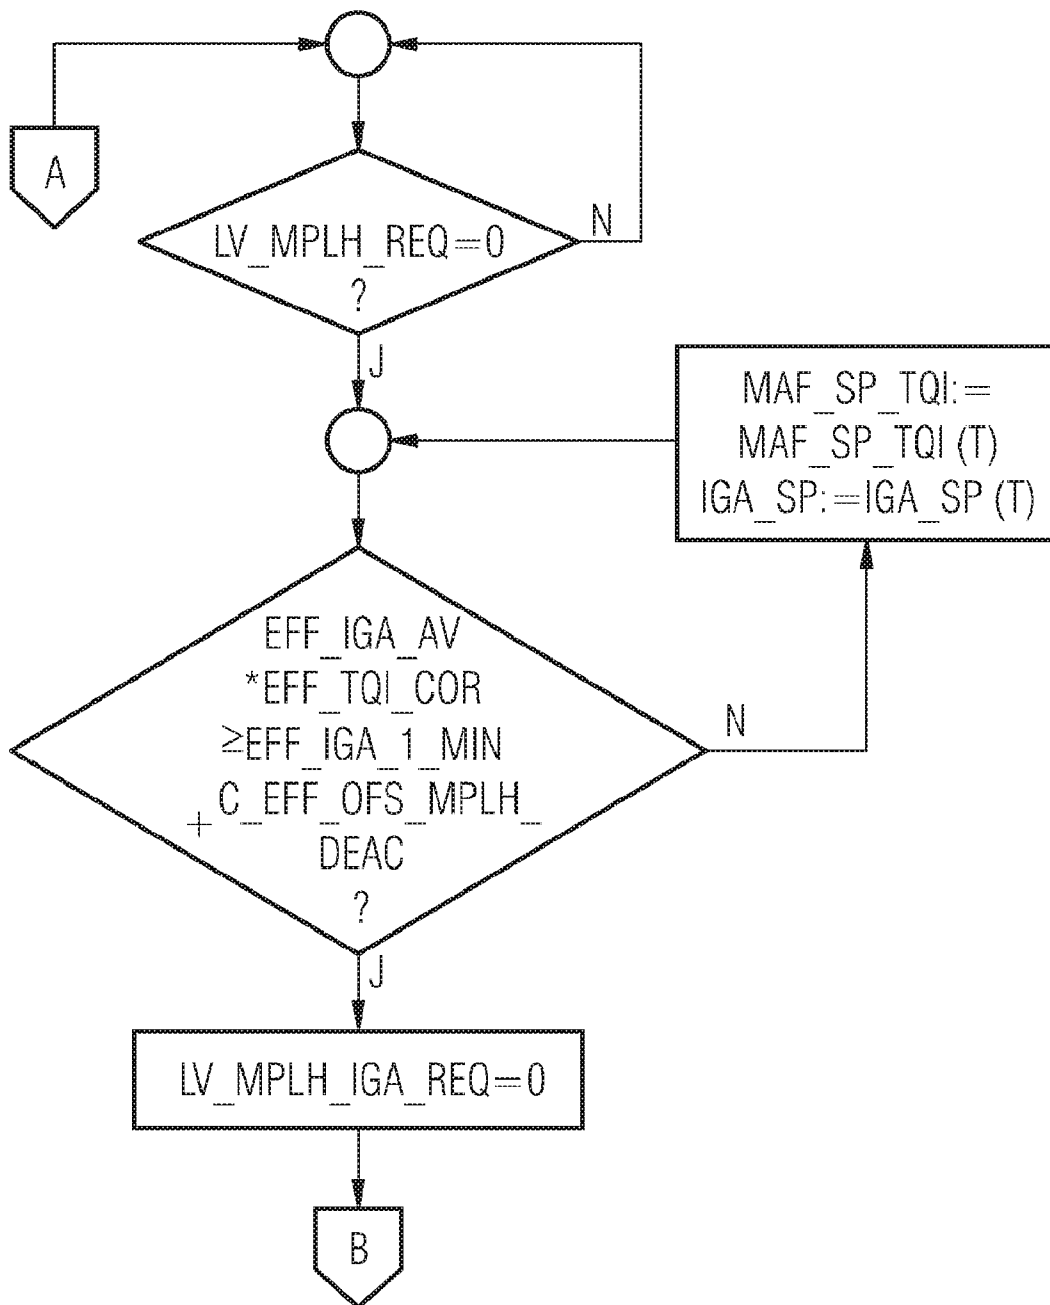 A
LV_MPLH_REQ=0
?
N
J
MAF_SP_TQI:=
MAF_SP_TQI (T)
IGA_SP:=IGA_SP (T)
EFF_IGA_AV
*EFF_TQI_COR
≥EFF_IGA_1_MIN
+ C_EFF_OFS_MPLH_
DEAC
?
N
J
LV_MPLH_IGA_REQ=0
B